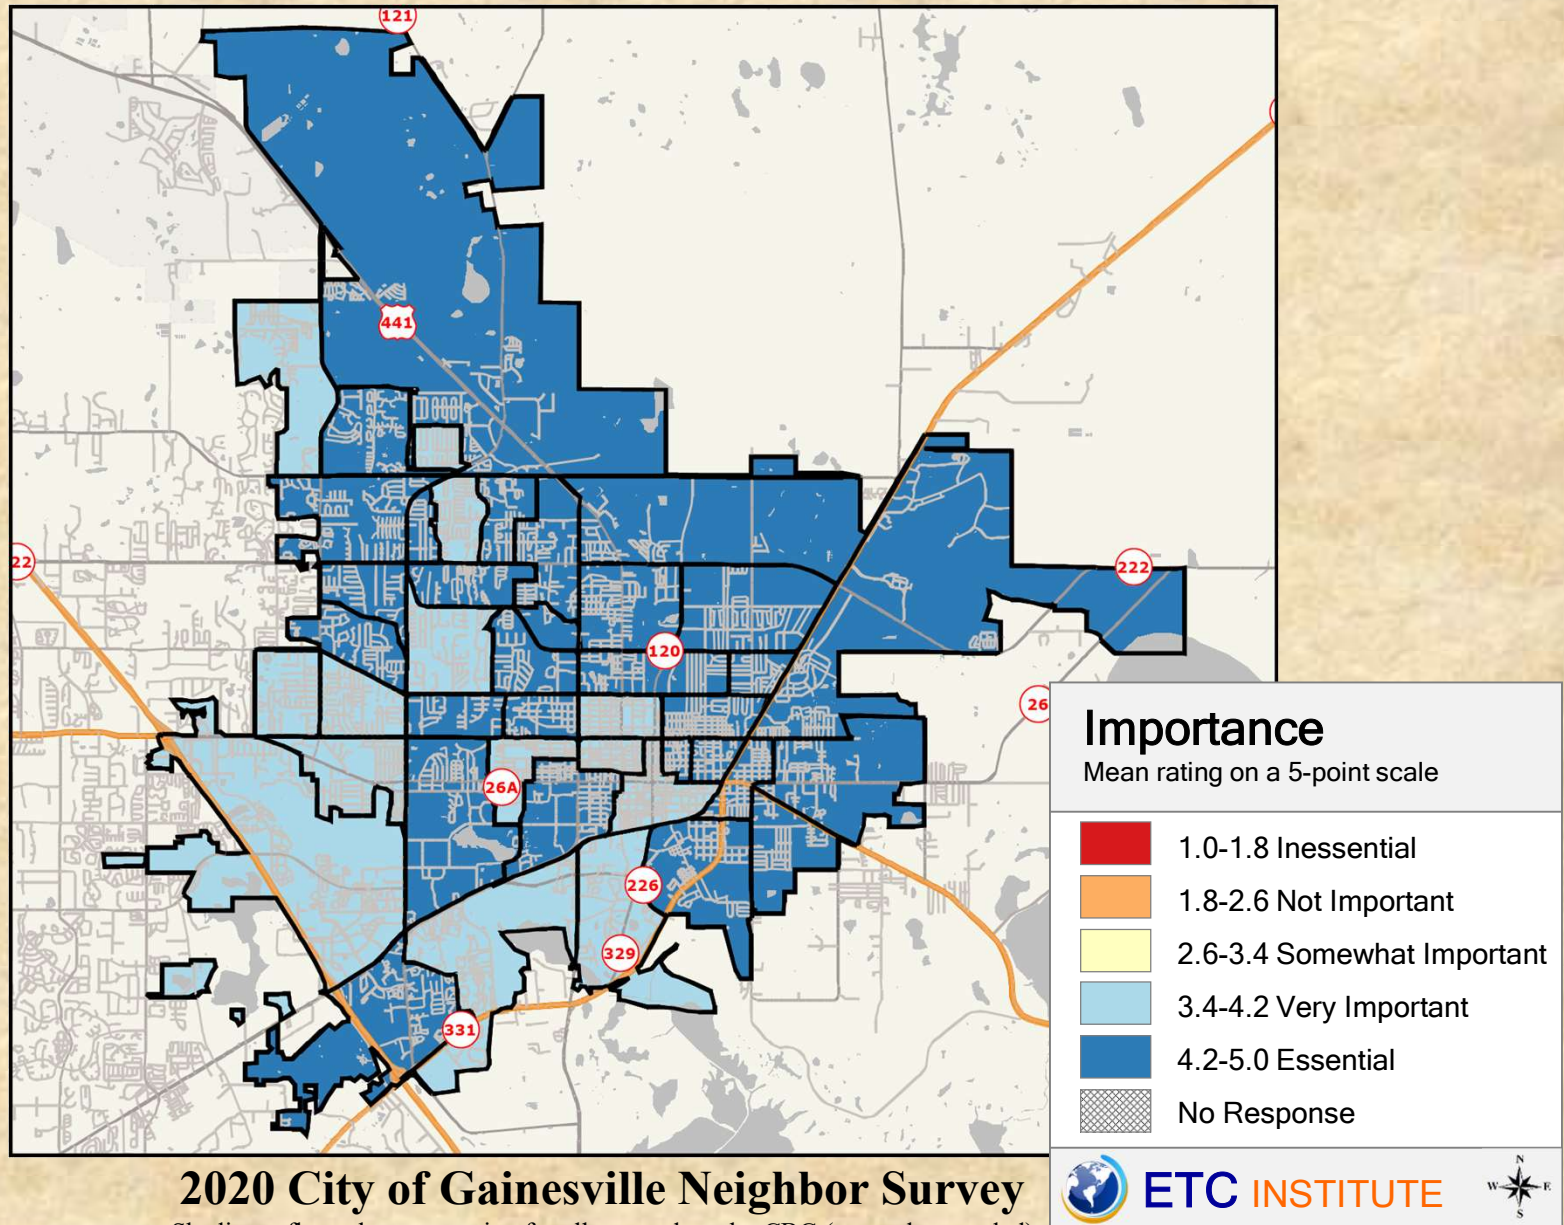 121
441
22
222
120
26
26A
226
329
331
Importance
Mean rating on a 5-point scale
1.0-1.8 Inessential
1.8-2.6 Not Important
2.6-3.4 Somewhat Important
3.4-4.2 Very Important
4.2-5.0 Essential
No Response
2020 City of Gainesville Neighbor Survey
ETC INSTITUTE
N
W
E
S